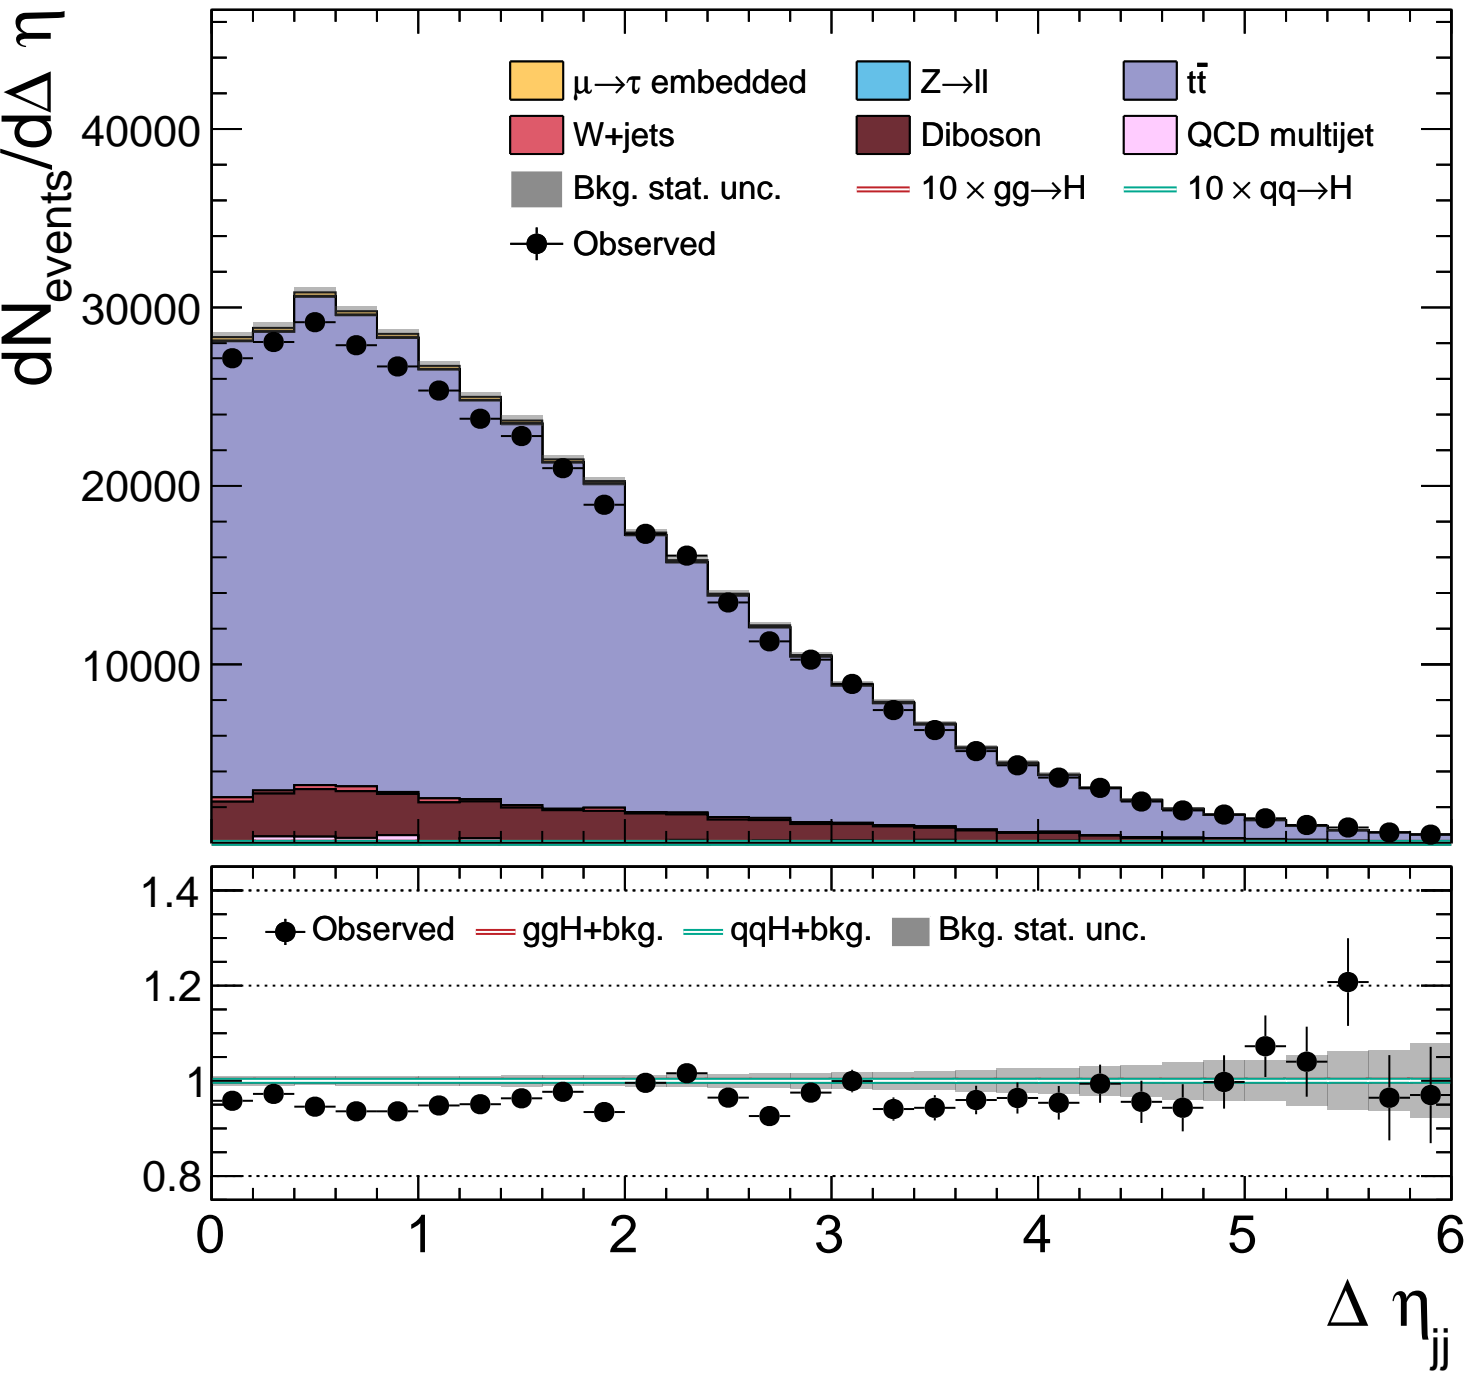 dN_events/dΔ η
40000
30000
20000
10000
μ→τ embedded Z→ll tt̄
W+jets Diboson QCD multijet
Bkg. stat. unc. 10 × gg→H 10 × qq→H
Observed
1.4
1.2
1
0.8
Observed ggH+bkg. qqH+bkg. Bkg. stat. unc.
0 1 2 3 4 5 6
Δ η_jj